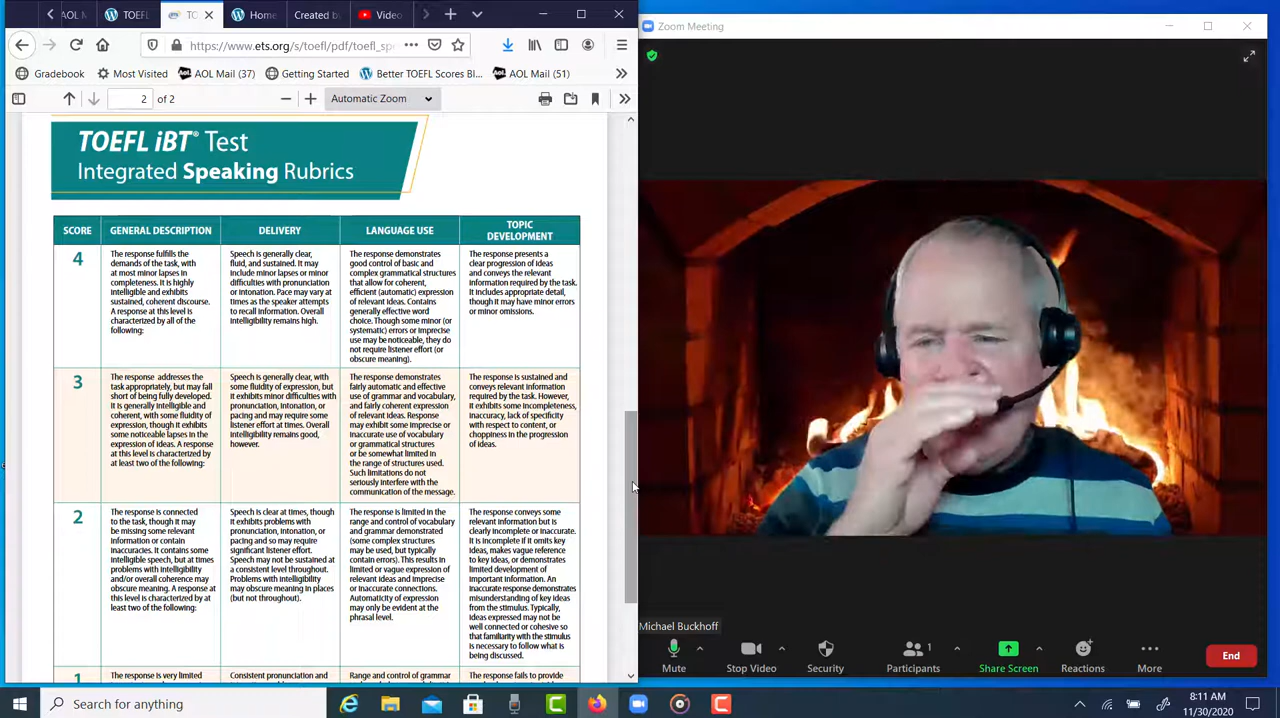 AOL M
TOEFL
TO
Home
Created by
Video
https://www.ets.org/s/toefl/pdf/toefl_sp
Gradebook
Most Visited
AOL Mail (37)
Getting Started
Better TOEFL Scores Bl...
AOL Mail (51)
2
of 2
Automatic Zoom
TOEFL iBT® Test
Integrated Speaking Rubrics
SCORE
GENERAL DESCRIPTION
DELIVERY
LANGUAGE USE
TOPIC
DEVELOPMENT
4
The response fulfills the
demands of the task, with
at most minor lapses in
completeness. It is highly
intelligible and exhibits
sustained, coherent discourse.
A response at this level is
characterized by all of the
following:
Speech is generally clear,
fluid, and sustained. It may
include minor lapses or minor
difficulties with pronunciation
or intonation. Pace may vary at
times as the speaker attempts
to recall information. Overall
intelligibility remains high.
The response demonstrates
good control of basic and
complex grammatical structures
that allow for coherent,
efficient (automatic) expression
of relevant ideas. Contains
generally effective word
choice. Though some minor (or
systematic) errors or imprecise
use may be noticeable, they do
not require listener effort (or
obscure meaning).
The response presents a
clear progression of ideas
and conveys the relevant
information required by the task.
It includes appropriate detail,
though it may have minor errors
or minor omissions.
3
The response addresses the
task appropriately, but may fall
short of being fully developed.
It is generally intelligible and
coherent, with some fluidity of
expression, though it exhibits
some noticeable lapses in the
expression of ideas. A response
at this level is characterized by
at least two of the following:
Speech is generally clear, with
some fluidity of expression, but
it exhibits minor difficulties with
pronunciation, intonation, or
pacing and may require some
listener effort at times. Overall
intelligibility remains good,
however.
The response demonstrates
fairly automatic and effective
use of grammar and vocabulary,
and fairly coherent expression
of relevant ideas. Response
may exhibit some imprecise or
inaccurate use of vocabulary
or grammatical structures
or be somewhat limited in
the range of structures used.
Such limitations do not
seriously interfere with the
communication of the message.
The response is sustained and
conveys relevant information
required by the task. However,
it exhibits some incompleteness,
inaccuracy, lack of specificity
with respect to content, or
choppiness in the progression
of ideas.
2
The response is connected
to the task, though it may
be missing some relevant
information or contain
inaccuracies. It contains some
intelligible speech, but at times
problems with intelligibility
and/or overall coherence may
obscure meaning. A response at
this level is characterized by at
least two of the following:
Speech is clear at times, though
it exhibits problems with
pronunciation, intonation, or
pacing and so may require
significant listener effort.
Speech may not be sustained at
a consistent level throughout.
Problems with intelligibility
may obscure meaning in places
(but not throughout).
The response is limited in the
range and control of vocabulary
and grammar demonstrated
(some complex structures
may be used, but typically
contain errors). This results in
limited or vague expression of
relevant ideas and imprecise
or inaccurate connections.
Automaticity of expression
may only be evident at the
phrasal level.
The response conveys some
relevant information but is
clearly incomplete or inaccurate.
It is incomplete if it omits key
ideas, makes vague reference
to key ideas, or demonstrates
limited development of
important information. An
inaccurate response demonstrates
misunderstanding of key ideas
from the stimulus. Typically,
ideas expressed may not be
well connected or cohesive so
that familiarity with the stimulus
is necessary to follow what is
being discussed.
1
The response is very limited
Consistent pronunciation and
Range and control of grammar
The response fails to provide
Zoom Meeting
Michael Buckhoff
Mute
Stop Video
Security
1
Participants
Share Screen
Reactions
More
End
Type here to search
8:11 AM
11/30/2020